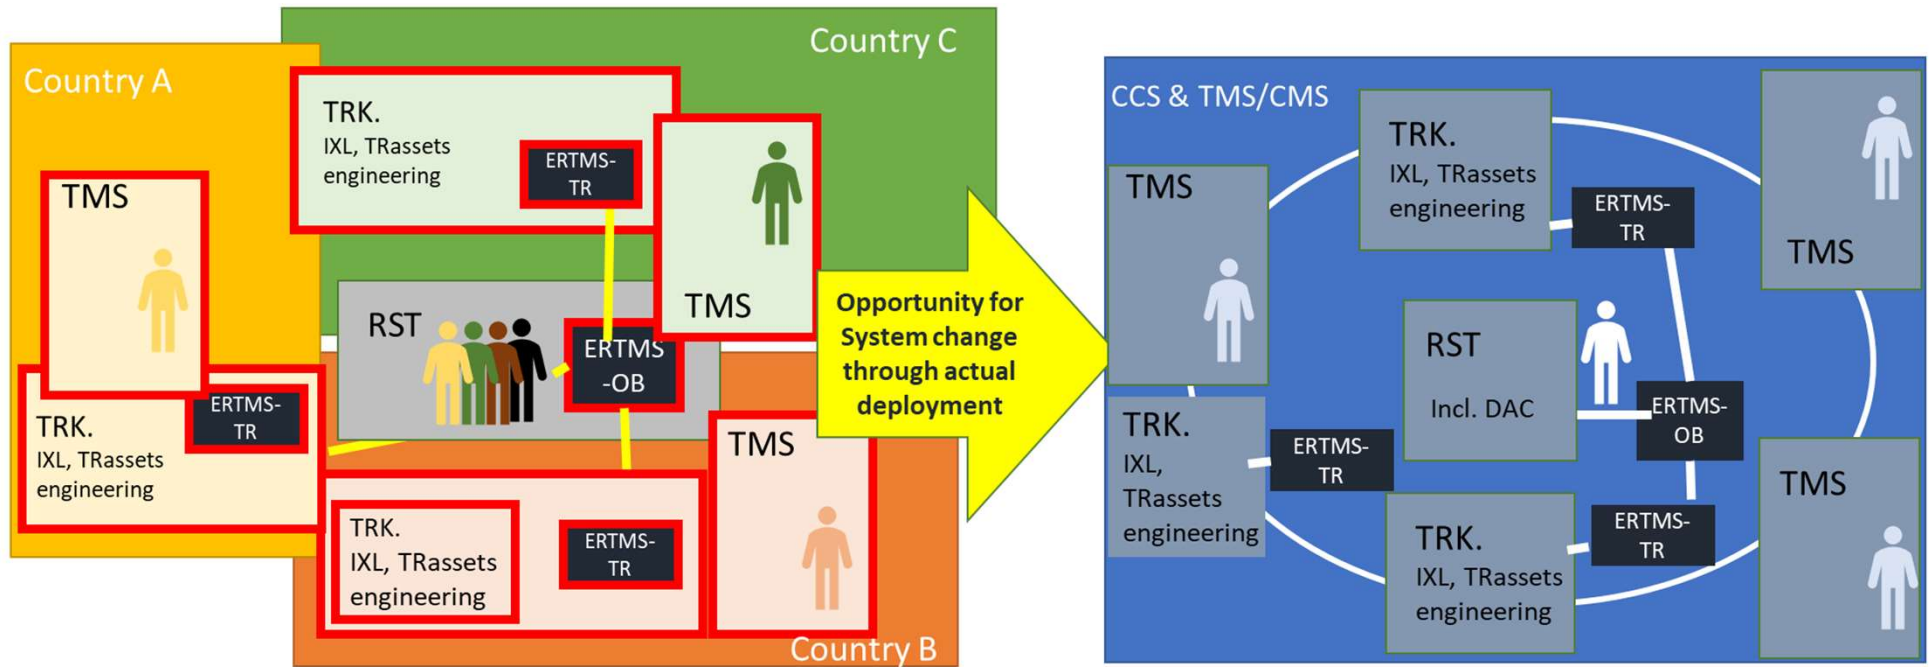 Country A
Country C
TRK.
IXL, TRassets
engineering
ERTMS-
TR
TMS
TMS
RST
ERTMS
-OB
ERTMS-
TR
TRK.
IXL, TRassets
engineering
TMS
TRK.
IXL, TRassets
engineering
ERTMS-
TR
Country B
Opportunity for
System change
through actual
deployment
CCS & TMS/CMS
TRK.
IXL, TRassets
engineering
ERTMS-
TR
TMS
TMS
RST
Incl. DAC
ERTMS-
OB
TRK.
IXL,
TRassets
engineering
ERTMS-
TR
TRK.
IXL, TRassets
engineering
ERTMS-
TR
TMS